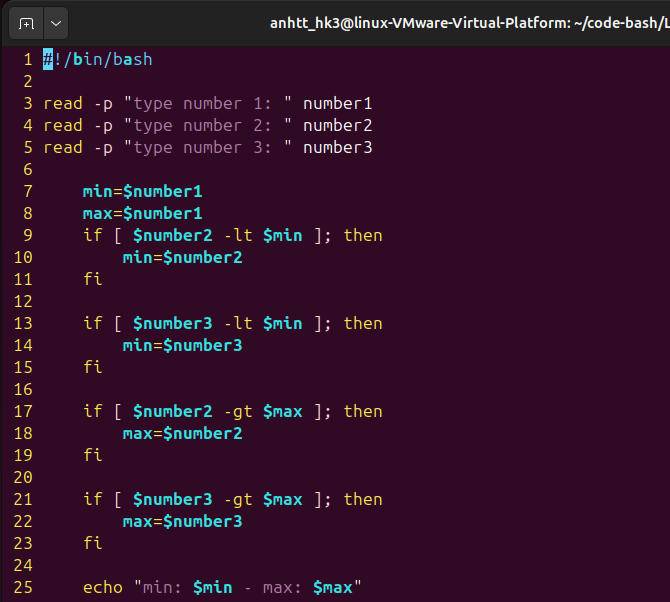 anhtt_hk3@linux-VMware-Virtual-Platform: ~/code-bash/L
1 #!/bin/bash
2
3 read -p "type number 1: " number1
4 read -p "type number 2: " number2
5 read -p "type number 3: " number3
6
7     min=$number1
8     max=$number1
9     if [ $number2 -lt $min ]; then
10         min=$number2
11     fi
12
13     if [ $number3 -lt $min ]; then
14         min=$number3
15     fi
16
17     if [ $number2 -gt $max ]; then
18         max=$number2
19     fi
20
21     if [ $number3 -gt $max ]; then
22         max=$number3
23     fi
24
25     echo "min: $min - max: $max"